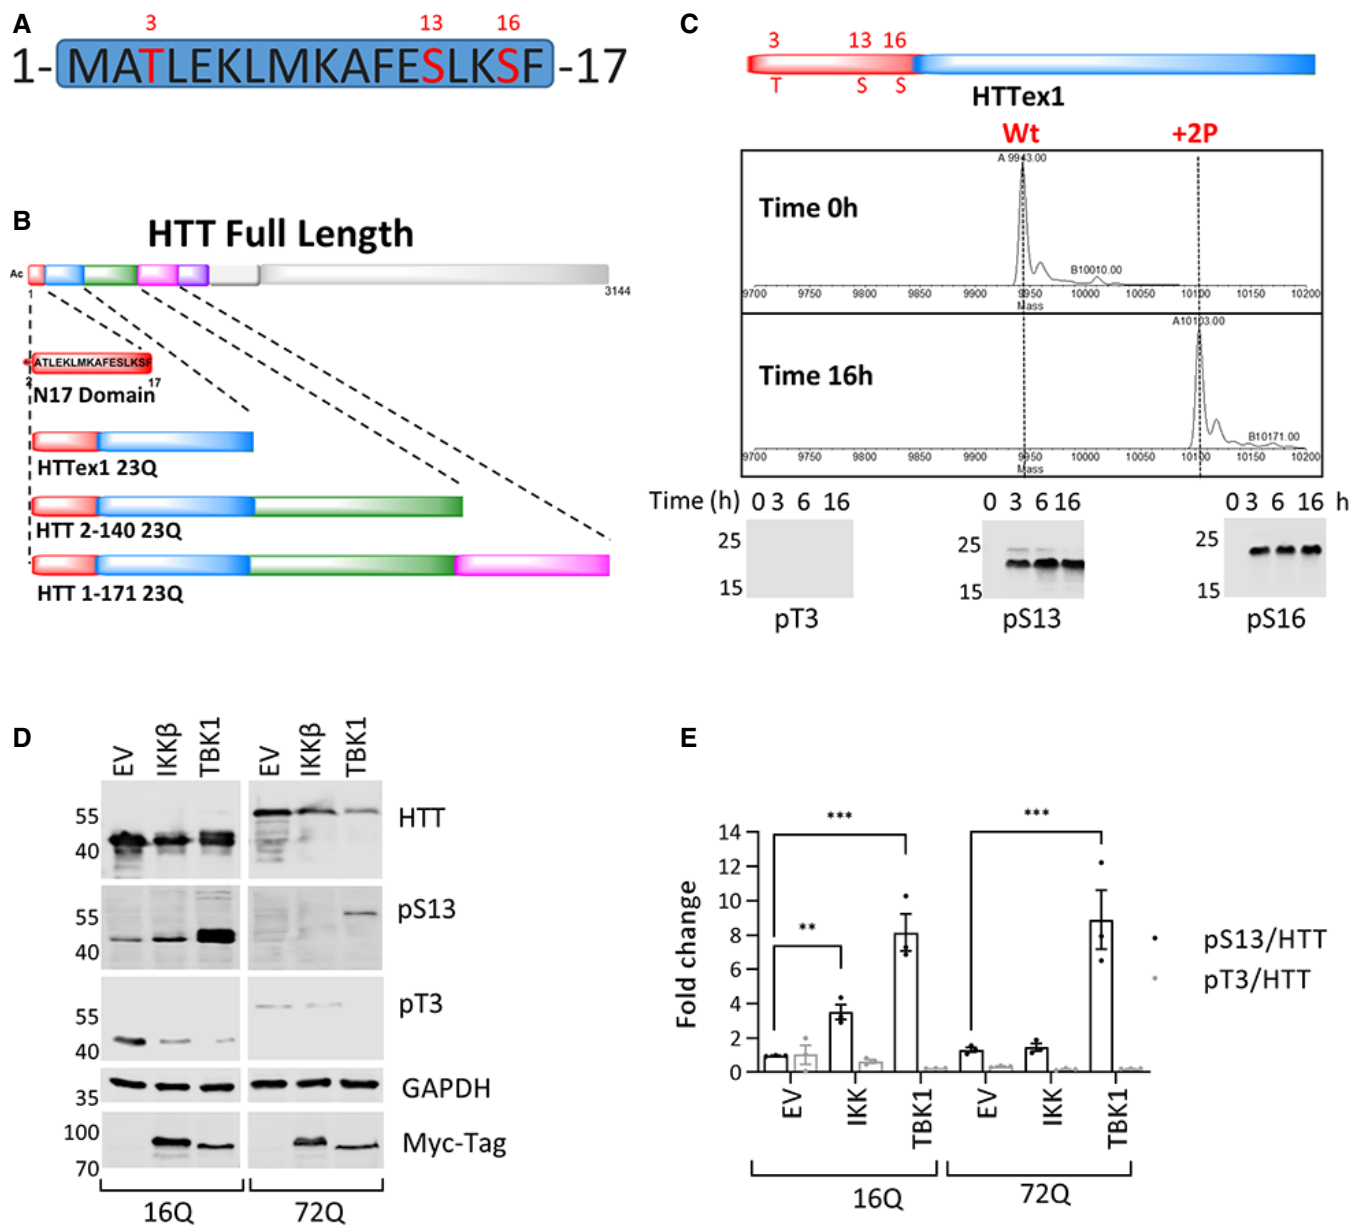 A
3 13 16
1- MATLEKLMKAFESLKSF -17
B
HTT Full Length
Ac
1
3144
ATLEKLMKAFESLKSF
2 17
N17 Domain
HTTEx1 23Q
HTT 2-140 23Q
HTT 1-171 23Q
C
3 13 16
T S S
HTTex1
Wt +2P
A 9943.00
Time 0h
B10010.00
9700 9750 9800 9850 9900 9950 10000 10050 10100 10150 10200
Mass
A10103.00
Time 16h
B10171.00
9700 9750 9800 9850 9900 9950 10000 10050 10100 10150 10200
Mass
Time (h) 0 3 6 16 0 3 6 16 0 3 6 16 h
25 25 25
15 15 15
pT3 pS13 pS16
D
EV IKKβ TBK1 EV IKKβ TBK1
55
40
HTT
55
40
pS13
55
40
pT3
35
GAPDH
100
70
Myc-Tag
16Q 72Q
E
Fold change
14
12
10
8
6
4
2
0
*** ***
**
pS13/HTT
pT3/HTT
EV IKK TBK1 EV IKK TBK1
16Q 72Q